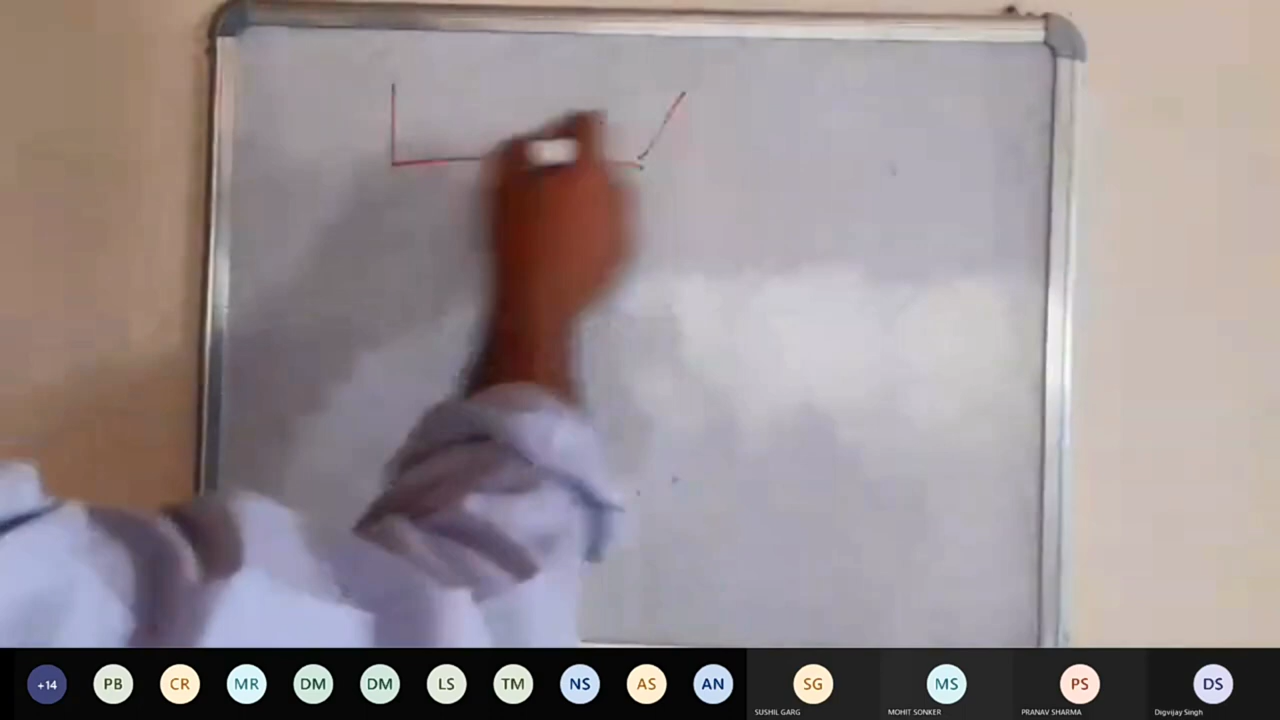 +14 PB CR MR DM DM LS TM NS AS AN SG MS PS DS
SUSHIL GARG MOHIT SONKER PRANAV SHARMA Digvijay Singh